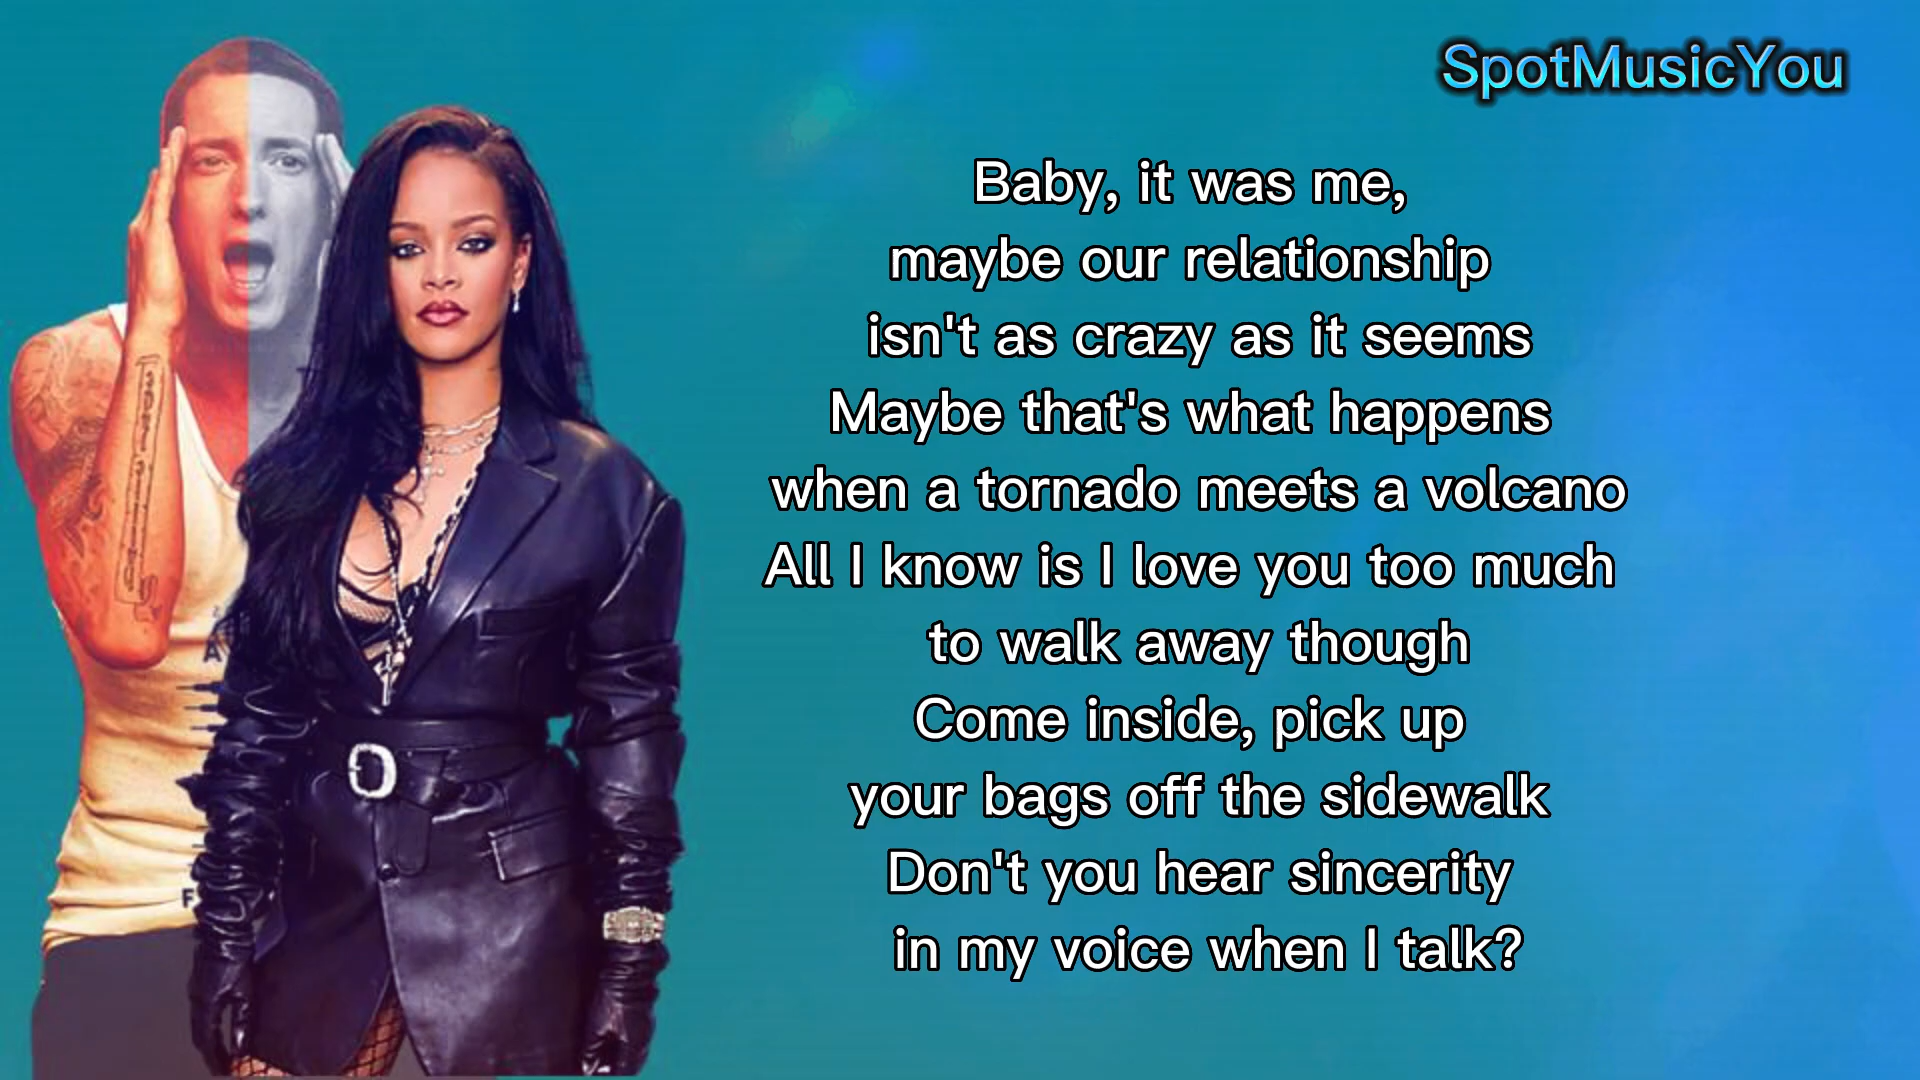 SpotMusicYou
Baby, it was me,
maybe our relationship
isn't as crazy as it seems
Maybe that's what happens
when a tornado meets a volcano
All I know is I love you too much
to walk away though
Come inside, pick up
your bags off the sidewalk
Don't you hear sincerity
in my voice when I talk?
A
F